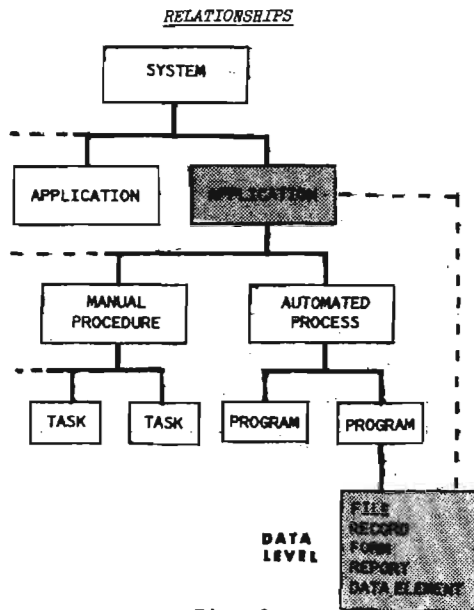 RELATIONSHIPS
SYSTEM
APPLICATION
APPLICATION
MANUAL
PROCEDURE
AUTOMATED
PROCESS
TASK
TASK
PROGRAM
PROGRAM
DATA
LEVEL
FILE
RECORD
FORM
REPORT
DATA ELEMENT